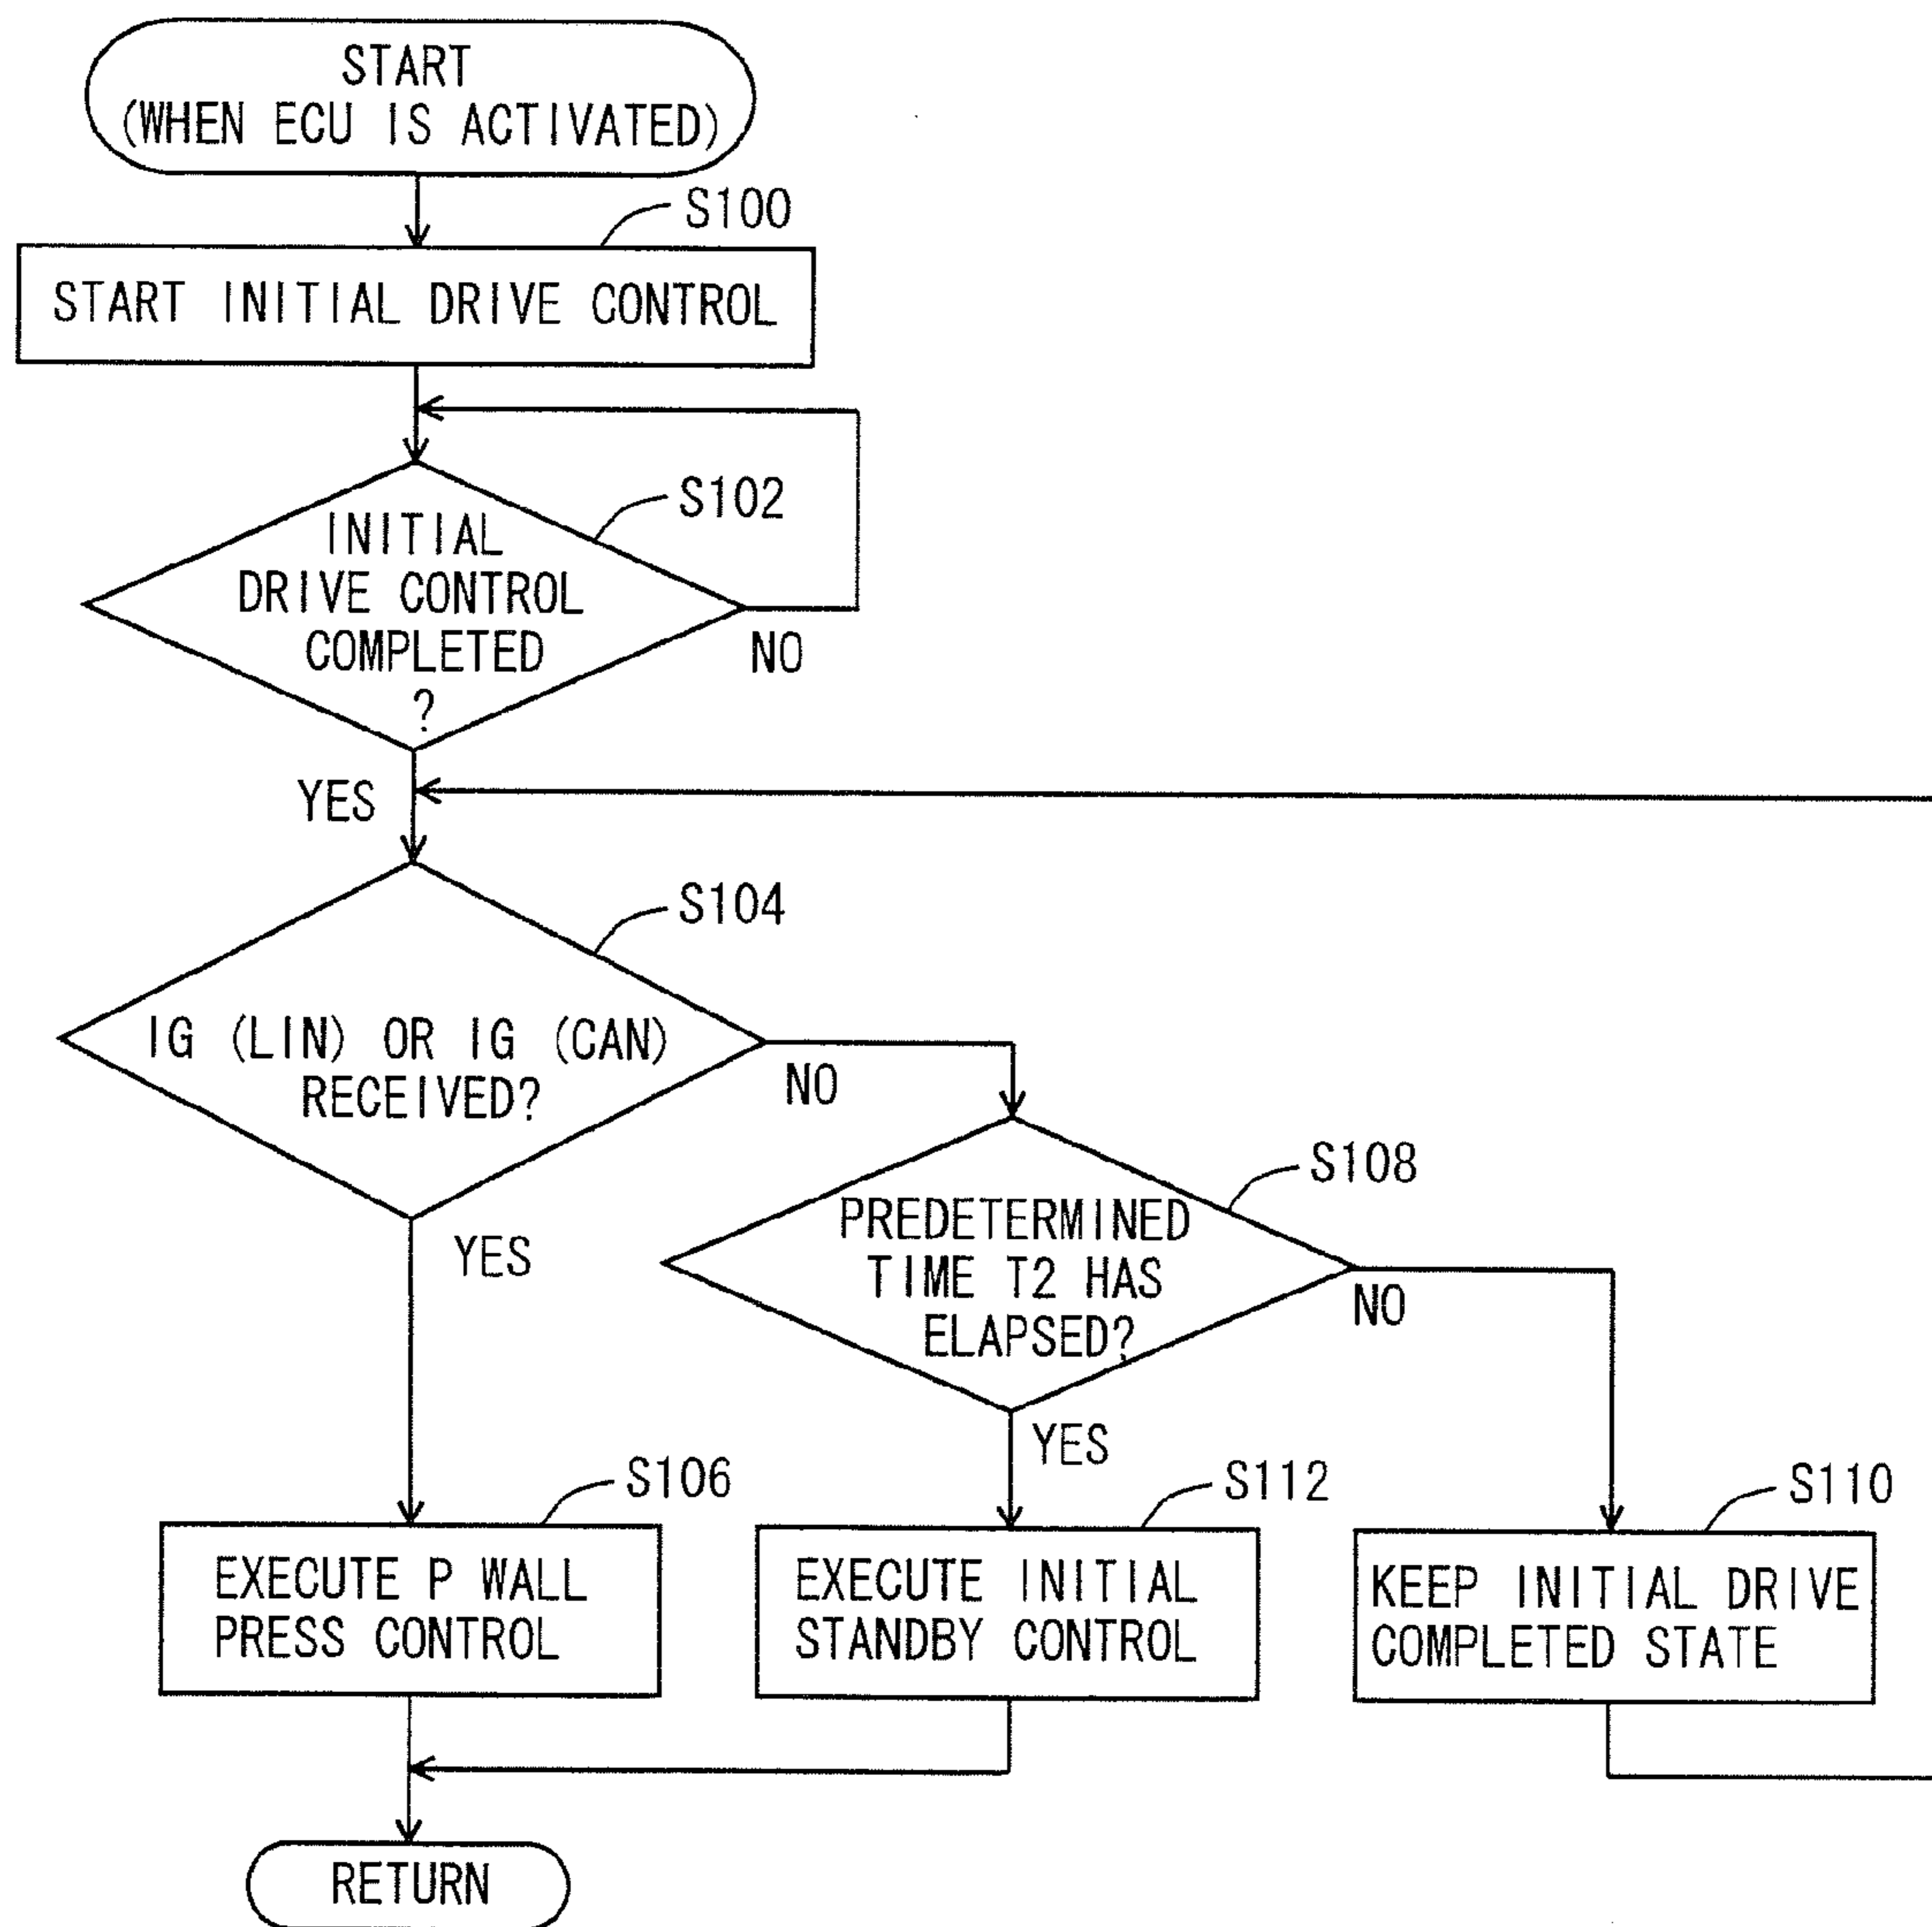 START
(WHEN ECU IS ACTIVATED)
S100
START INITIAL DRIVE CONTROL
S102
INITIAL
DRIVE CONTROL
COMPLETED
?
NO
YES
S104
IG (LIN) OR IG (CAN)
RECEIVED?
NO
YES
S108
PREDETERMINED
TIME T2 HAS
ELAPSED?
NO
YES
S106
EXECUTE P WALL
PRESS CONTROL
S112
EXECUTE INITIAL
STANDBY CONTROL
S110
KEEP INITIAL DRIVE
COMPLETED STATE
RETURN